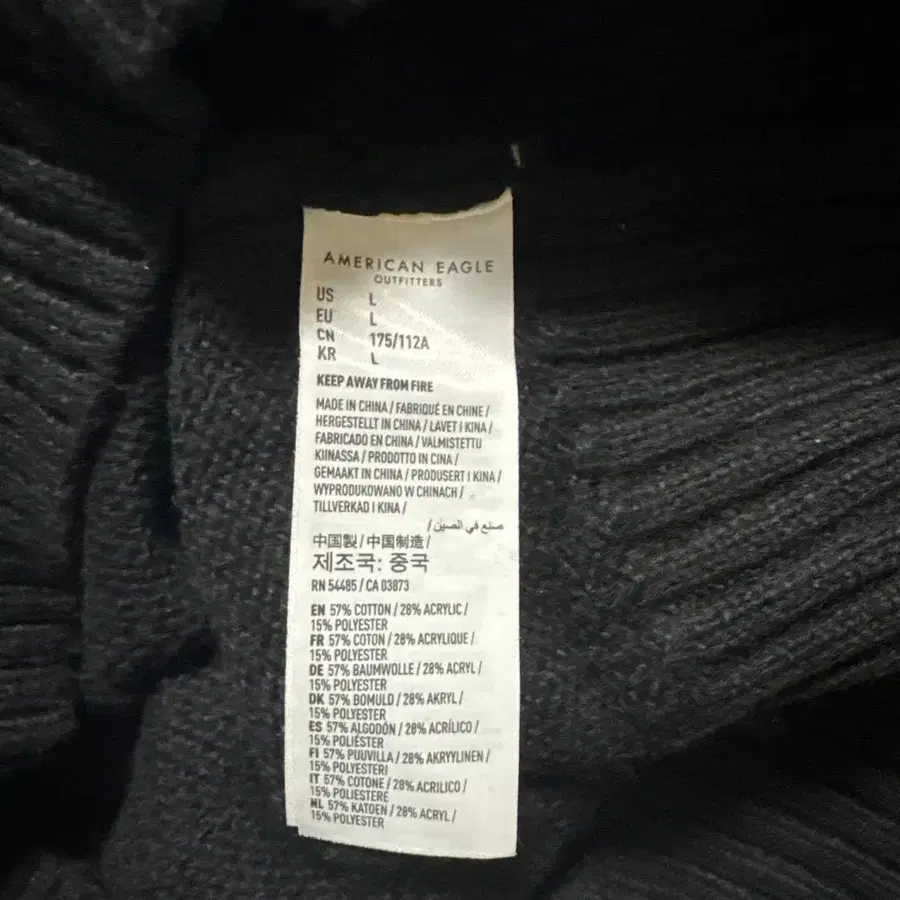 AMERICAN EAGLE
OUTFITTERS
US L
EU L
CN 175/112A
KR L
KEEP AWAY FROM FIRE
MADE IN CHINA / FABRIQUÉ EN CHINE /
HERGESTELLT IN CHINA / LAVET I KINA /
FABRICADO EN CHINA / VALMISTETTU
KIINASSA / PRODOTTO IN CINA /
GEMAAKT IN CHINA / PRODUSERT I KINA /
WYPRODUKOWANO W CHINACH /
TILLVERKAD I KINA /
صنع في الصين /
中国製 / 中国制造 /
제조국: 중국
RN 54485 / CA 03873
EN 57% COTTON / 28% ACRYLIC /
15% POLYESTER
FR 57% COTON / 28% ACRYLIQUE /
15% POLYESTER
DE 57% BAUMWOLLE / 28% ACRYL /
15% POLYESTER
DK 57% BOMULD / 28% AKRYL /
15% POLYESTER
ES 57% ALGODÓN / 28% ACRÍLICO /
15% POLIÉSTER
FI 57% PUUVILLA / 28% AKRYYLINEN /
15% POLYESTERI
IT 57% COTONE / 28% ACRILICO /
15% POLIESTERE
NL 57% KATOEN / 28% ACRYL /
15% POLYESTER